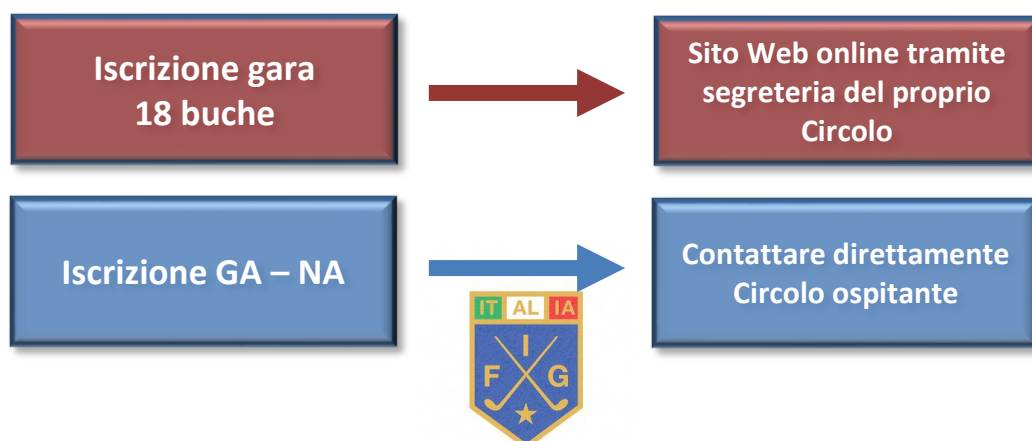 Iscrizione gara
18 buche
Sito Web online tramite
segreteria del proprio
Circolo
Iscrizione GA – NA
Contattare direttamente
Circolo ospitante
IT AL IA
I
F G